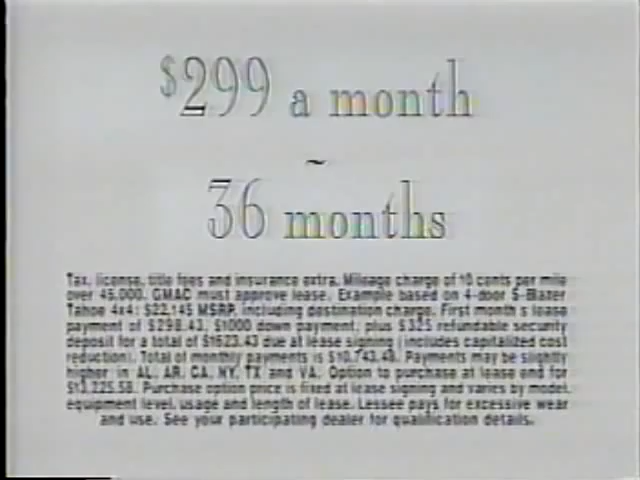 $299 a month
~
36 months
Tax, license, title fees and insurance extra. Mileage charge of 10 cents per mile
over 45,000. GMAC must approve lease. Example based on 4-door S-Blazer
Tahoe 4x4: $22,145 MSRP, including destination charge. First month's lease
payment of $298.43, $1000 down payment, plus $325 refundable security
deposit for a total of $1623.43 due at lease signing (includes capitalized cost
reduction). Total of monthly payments is $10,743.48. Payments may be slightly
higher in AL, AR, CA, NY, TX and VA. Option to purchase at lease end for
$13,225.58. Purchase option price is fixed at lease signing and varies by model,
equipment level, usage and length of lease. Lessee pays for excessive wear
and use. See your participating dealer for qualification details.